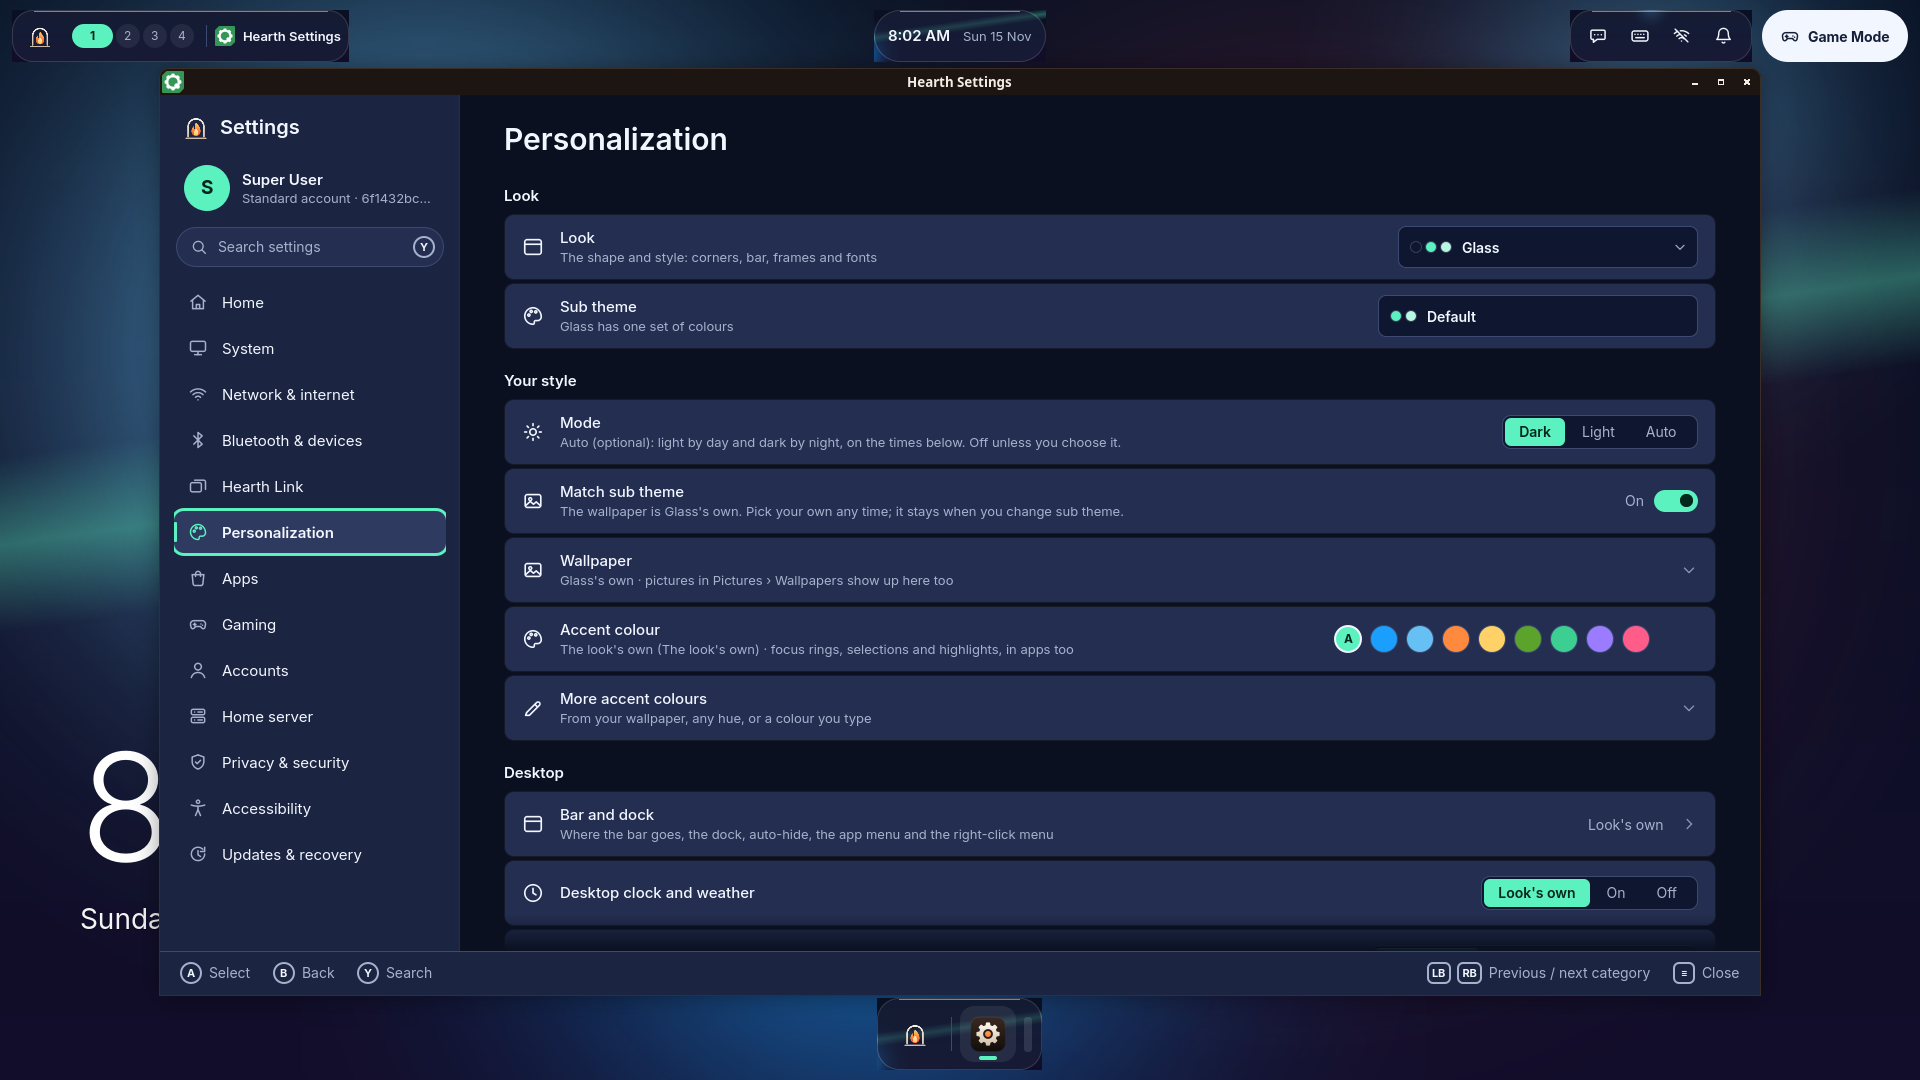 1 2 3 4 Hearth Settings
8:02 AM Sun 15 Nov
Game Mode
Hearth Settings
Settings
S
Super User
Standard account · 6f1432bc...
Search settings Y
Home
System
Network & internet
Bluetooth & devices
Hearth Link
Personalization
Apps
Gaming
Accounts
Home server
Privacy & security
Accessibility
Updates & recovery
Personalization
Look
Look
The shape and style: corners, bar, frames and fonts
Glass
Sub theme
Glass has one set of colours
Default
Your style
Mode
Auto (optional): light by day and dark by night, on the times below. Off unless you choose it.
Dark Light Auto
Match sub theme
The wallpaper is Glass's own. Pick your own any time; it stays when you change sub theme.
On
Wallpaper
Glass's own · pictures in Pictures › Wallpapers show up here too
Accent colour
The look's own (The look's own) · focus rings, selections and highlights, in apps too
A
More accent colours
From your wallpaper, any hue, or a colour you type
Desktop
Bar and dock
Where the bar goes, the dock, auto-hide, the app menu and the right-click menu
Look's own
Desktop clock and weather
Look's own On Off
8
Sunda
A Select B Back Y Search
LB RB Previous / next category ≡ Close